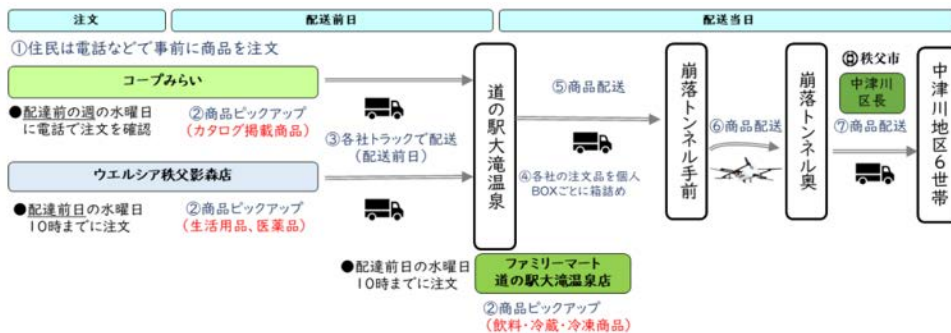 注文
配送前日
配送当日
①住民は電話などで事前に商品を注文
コープみらい
●配達前の週の水曜日
に電話で注文を確認
②商品ピックアップ
(カタログ掲載商品)
③各社トラックで配送
(配送前日)
ウエルシア秩父影森店
●配達前日の水曜日
10時までに注文
②商品ピックアップ
(生活用品、医薬品)
道の駅大滝温泉
●配達前日の水曜日
10時までに注文
ファミリーマート
道の駅大滝温泉店
②商品ピックアップ
(飲料・冷蔵・冷凍商品)
⑤商品配送
④各社の注文品を個人
BOXごとに箱詰め
崩落トンネル手前
⑥商品配送
崩落トンネル奥
秩父市
中津川
区長
⑦商品配送
中津川地区6世帯